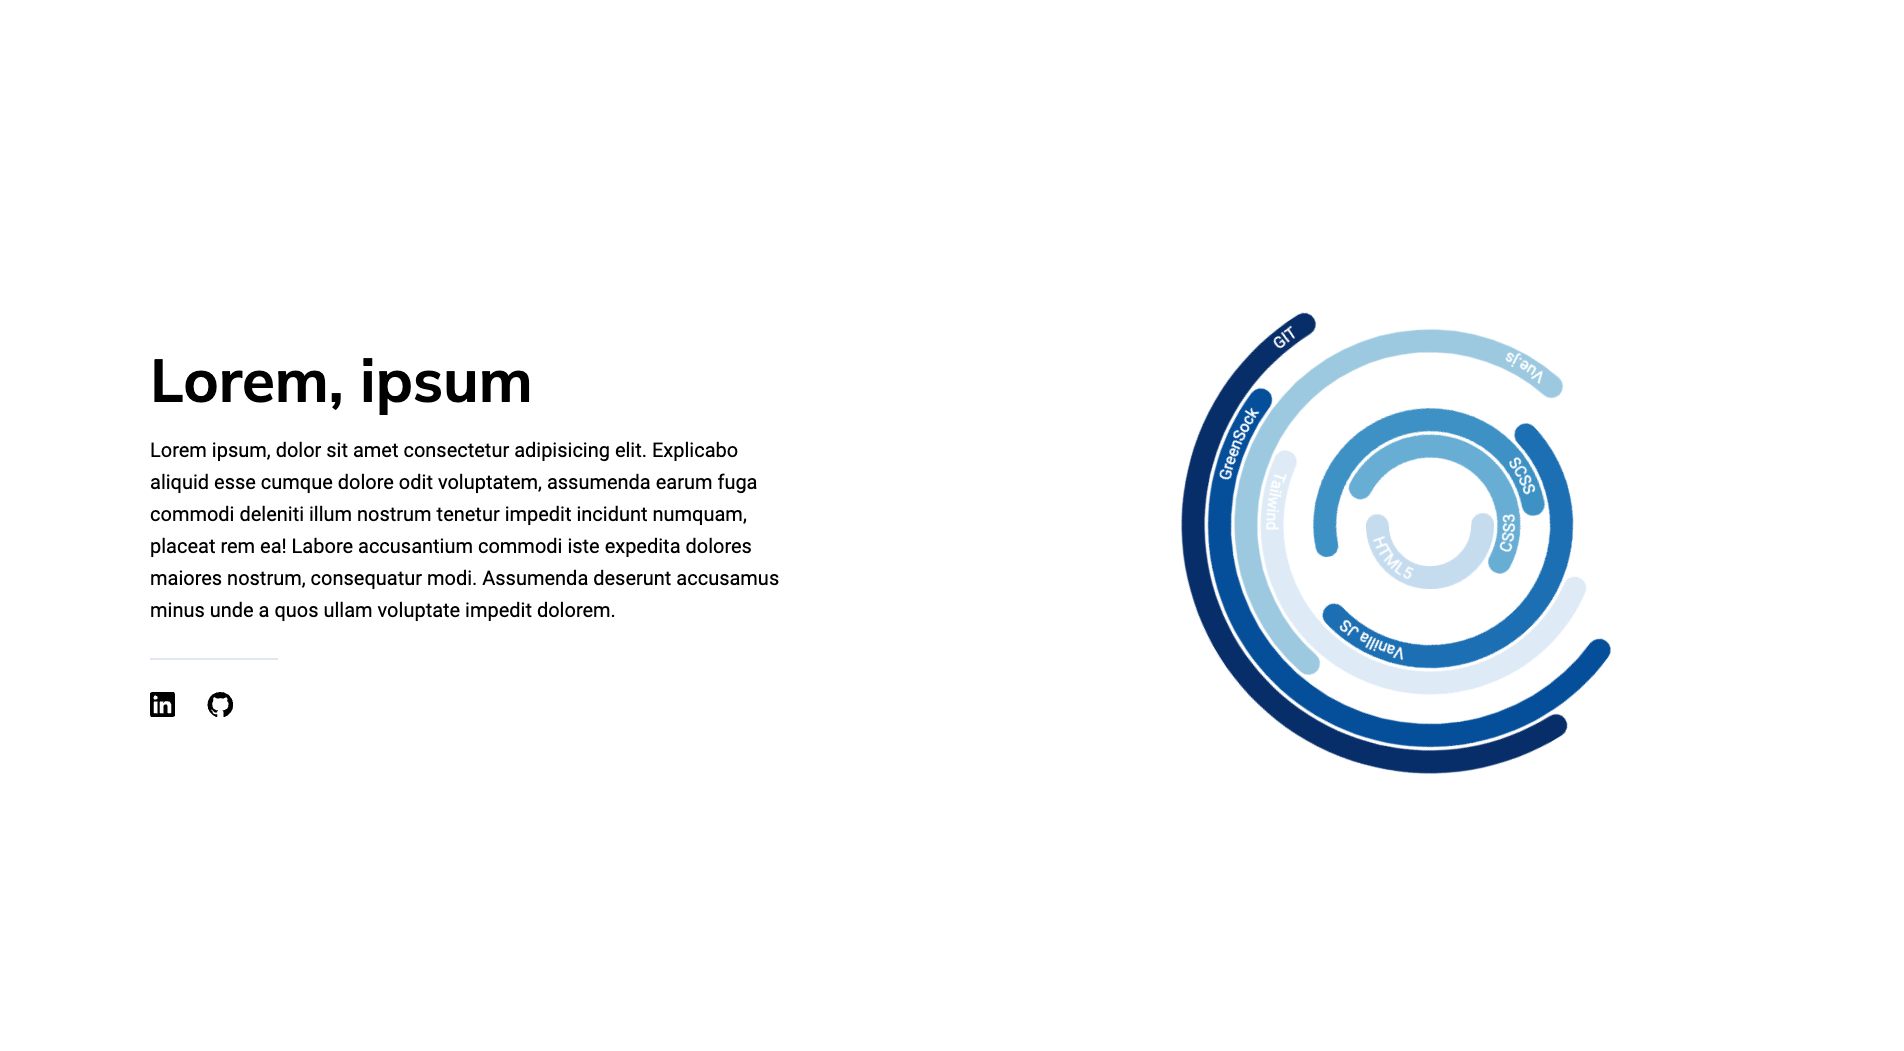 Lorem, ipsum
Lorem ipsum, dolor sit amet consectetur adipisicing elit. Explicabo
aliquid esse cumque dolore odit voluptatem, assumenda earum fuga
commodi deleniti illum nostrum tenetur impedit incidunt numquam,
placeat rem ea! Labore accusantium commodi iste expedita dolores
maiores nostrum, consequatur modi. Assumenda deserunt accusamus
minus unde a quos ullam voluptate impedit dolorem.
in
GIT
Vue.js
GreenSock
Tailwind
SCSS
CSS3
HTML5
Vanilla JS